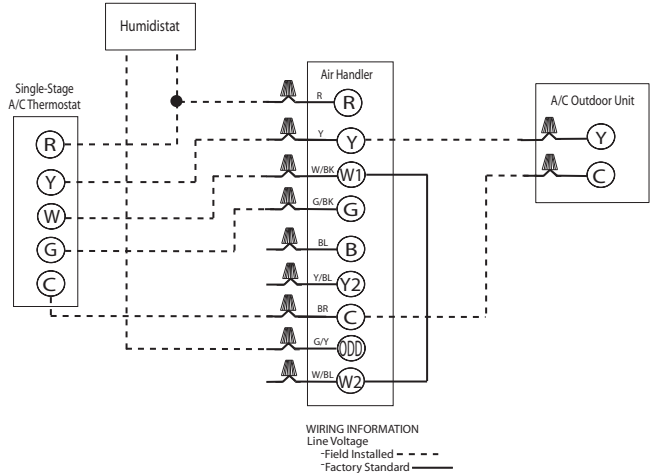 Humidistat
Single-Stage
A/C Thermostat
R
Y
W
G
C
Air Handler
R R
Y Y
W/BK W1
G/BK G
BL B
Y/BL Y2
BR C
G/Y ODD
W/BL W2
A/C Outdoor Unit
Y
C
WIRING INFORMATION
Line Voltage
-Field Installed
-Factory Standard